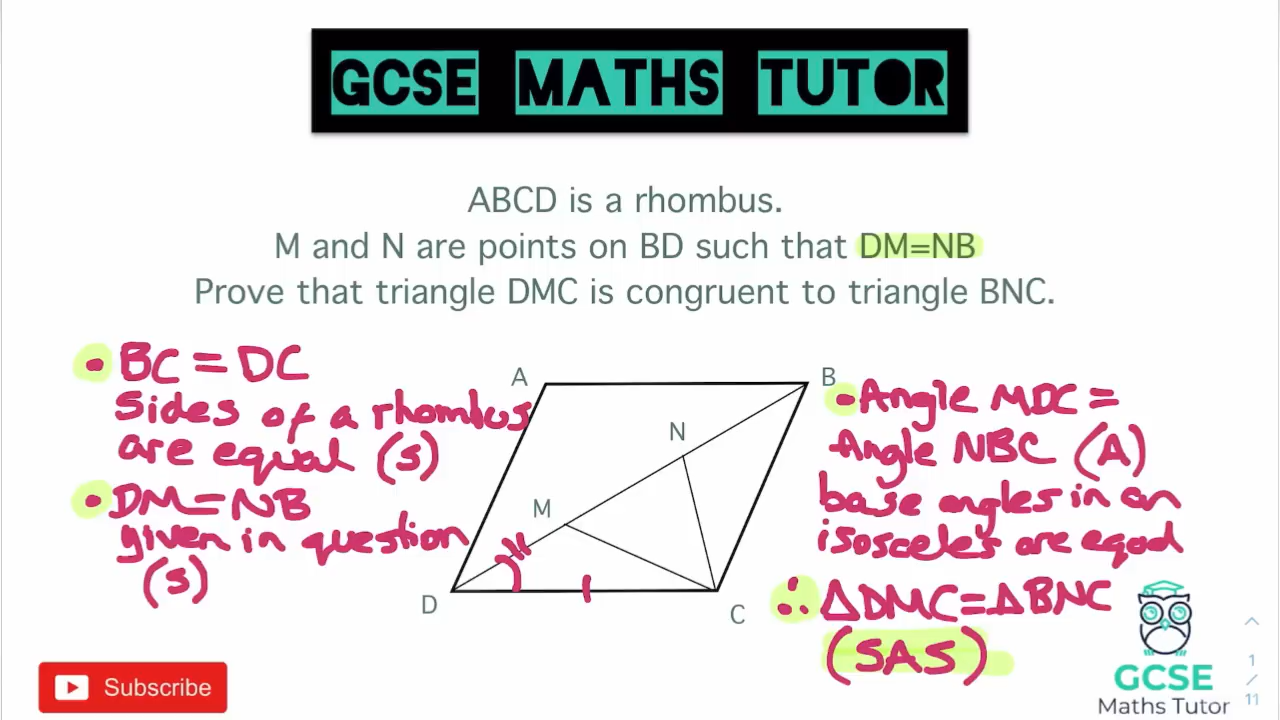 GCSE MATHS TUTOR
ABCD is a rhombus.
M and N are points on BD such that DM=NB
Prove that triangle DMC is congruent to triangle BNC.
• BC = DC
Sides of a rhombus
are equal (S)
• DM = NB
given in question
(S)
A
B
N
M
D
C
• Angle MDC =
Angle NBC (A)
base angles in an
isosceles are equal
∴ ΔDMC = ΔBNC
(SAS)
Subscribe
GCSE
Maths Tutor
1
/
11